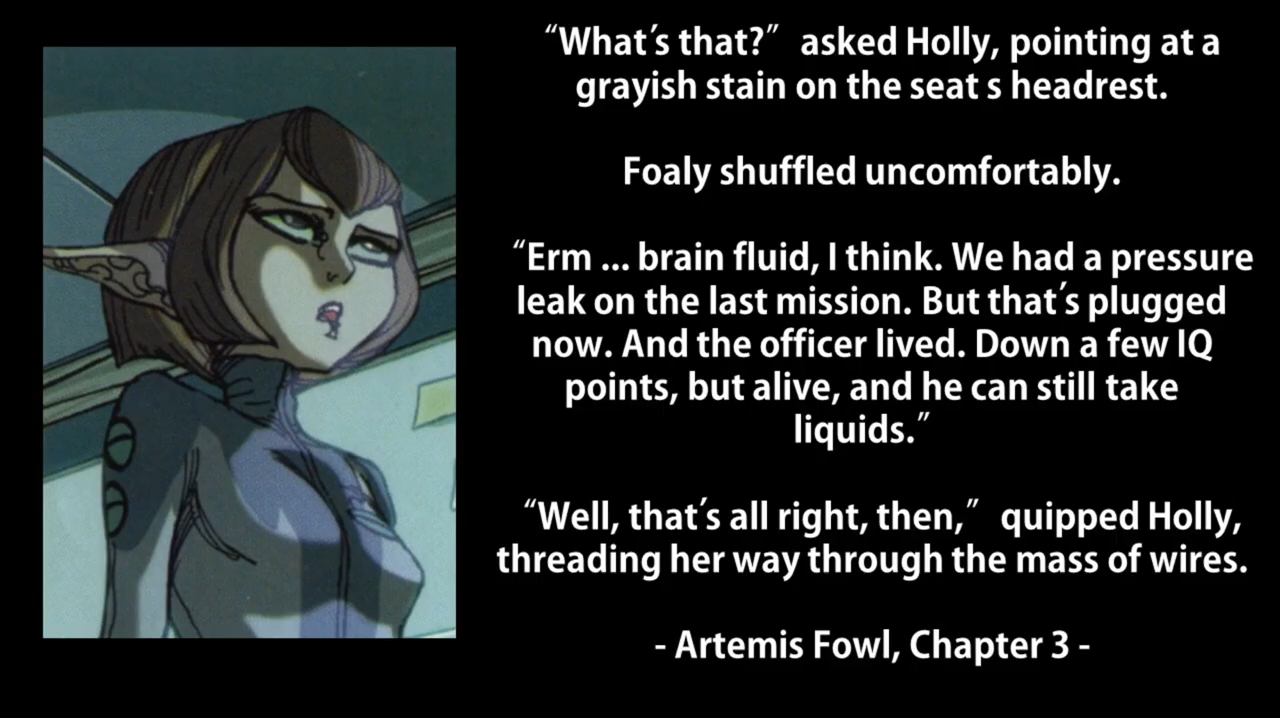 “What´s that?” asked Holly, pointing at a
grayish stain on the seat s headrest.
Foaly shuffled uncomfortably.
“Erm ... brain fluid, I think. We had a pressure
leak on the last mission. But that´s plugged
now. And the officer lived. Down a few IQ
points, but alive, and he can still take
liquids.”
“Well, that´s all right, then,” quipped Holly,
threading her way through the mass of wires.
- Artemis Fowl, Chapter 3 -